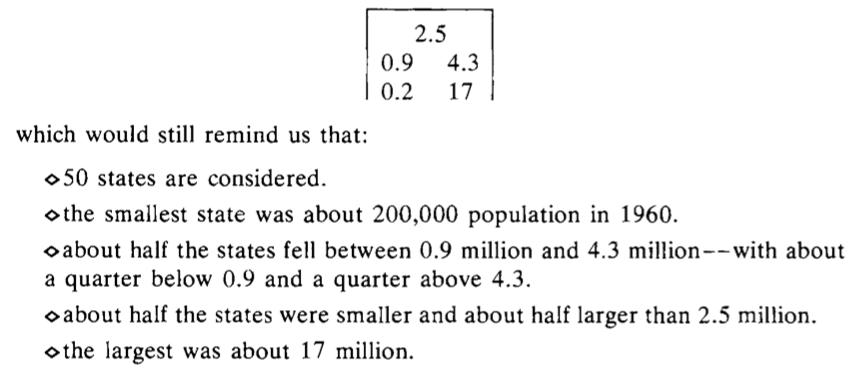 2.5
0.9 4.3
0.2 17
which would still remind us that:
⋄50 states are considered.
⋄the smallest state was about 200,000 population in 1960.
⋄about half the states fell between 0.9 million and 4.3 million--with about
a quarter below 0.9 and a quarter above 4.3.
⋄about half the states were smaller and about half larger than 2.5 million.
⋄the largest was about 17 million.